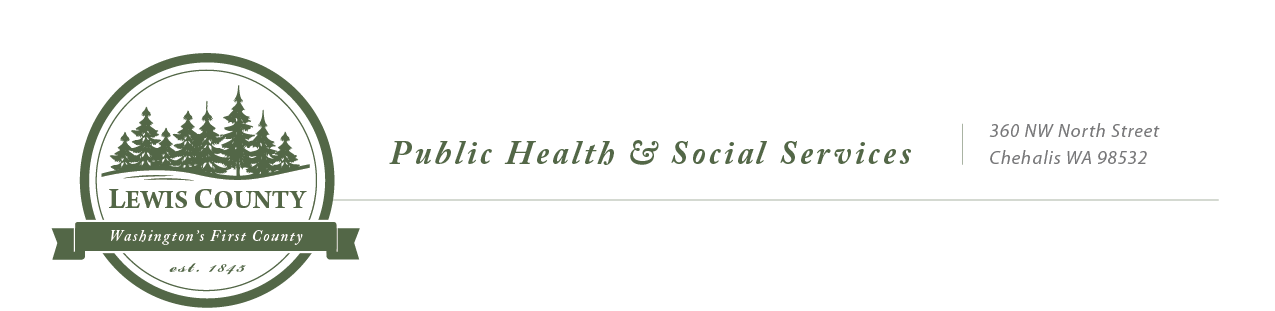 LEWIS COUNTY
Washington's First County
est. 1845
Public Health & Social Services
360 NW North Street
Chehalis WA 98532